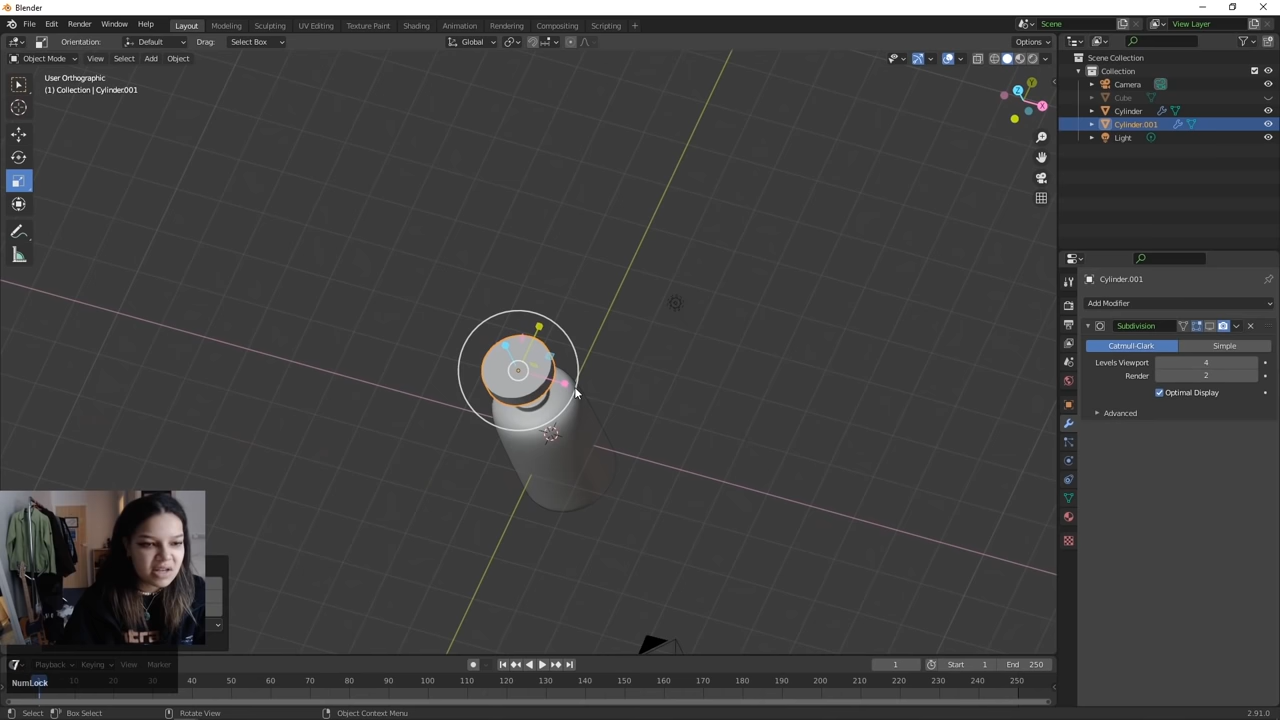 Blender
File Edit Render Window Help
Layout Modeling Sculpting UV Editing Texture Paint Shading Animation Rendering Compositing Scripting +
Scene
View Layer
Orientation: Default Drag: Select Box
Global
Options
Object Mode View Select Add Object
User Orthographic
(1) Collection | Cylinder.001
Z
Y
X
Scene Collection
Collection
Camera
Cube
Cylinder
Cylinder.001
Light
Cylinder.001
Add Modifier
Subdivision
Catmull-Clark Simple
Levels Viewport 4
Render 2
Optimal Display
Advanced
Playback Keying View Marker
1 Start 1 End 250
NumLock
10 20 30 40 50 60 70 80 90 100 110 120 130 140 150 160 170 180 190 200 210 220 230 240 250
Select Box Select Rotate View Object Context Menu 2.91.0